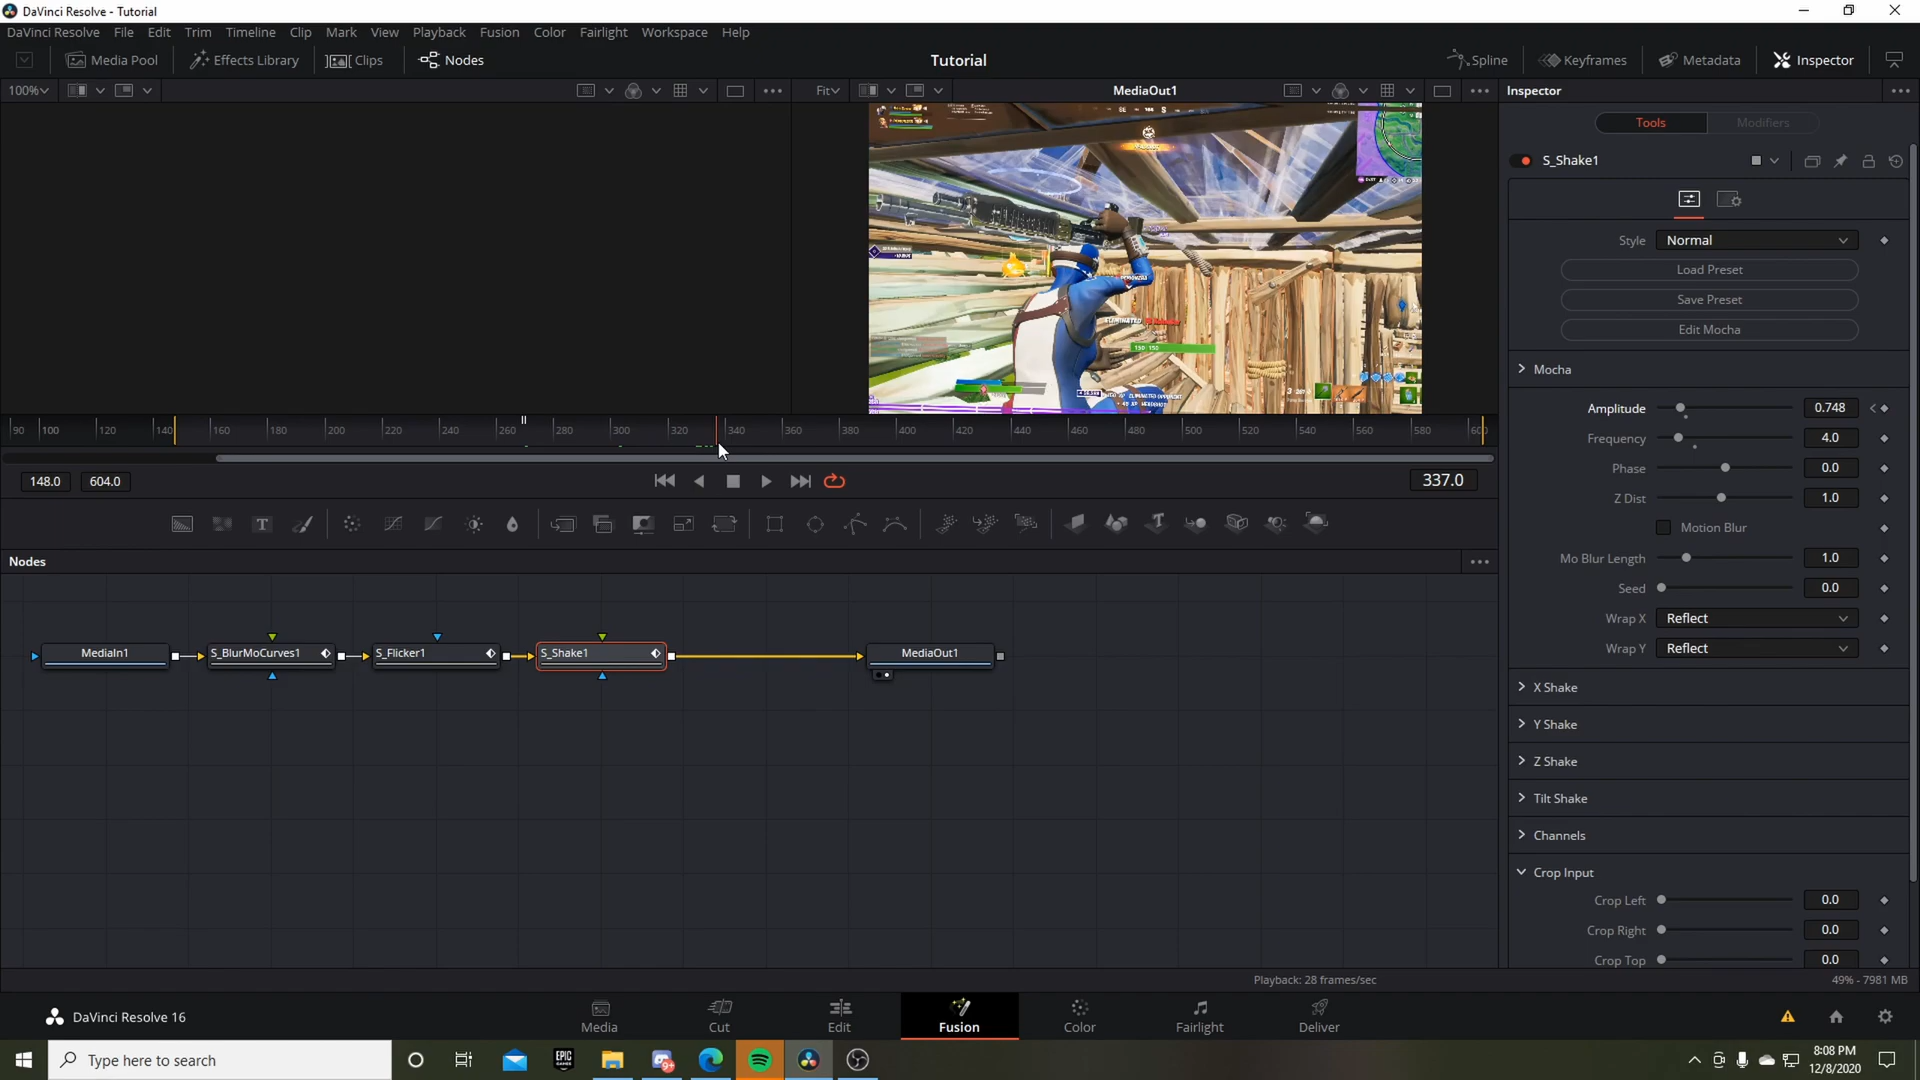 DaVinci Resolve - Tutorial
DaVinci Resolve File Edit Trim Timeline Clip Mark View Playback Fusion Color Fairlight Workspace Help
Media Pool Effects Library Clips Nodes Tutorial Spline Keyframes Metadata Inspector
100% Fit MediaOut1 Inspector
Tools Modifiers
S_Shake1
Style Normal
Load Preset
Save Preset
Edit Mocha
Mocha
Amplitude 0.748
Frequency 4.0
Phase 0.0
Z Dist 1.0
Motion Blur
Mo Blur Length 1.0
Seed 0.0
Wrap X Reflect
Wrap Y Reflect
X Shake
Y Shake
Z Shake
Tilt Shake
Channels
Crop Input
Crop Left 0.0
Crop Right 0.0
Crop Top 0.0
SE S
ELIMINATED
150 150
90 100 120 140 160 180 200 220 240 260 280 300 320 340 360 380 400 420 440 460 480 500 520 540 560 580 600
148.0 604.0 337.0
Nodes
MediaIn1 S_BlurMoCurves1 S_Flicker1 S_Shake1 MediaOut1
Playback: 28 frames/sec 49% - 7981 MB
DaVinci Resolve 16
Media Cut Edit Fusion Color Fairlight Deliver
Type here to search
EPIC GAMES
9+
8:08 PM
12/8/2020